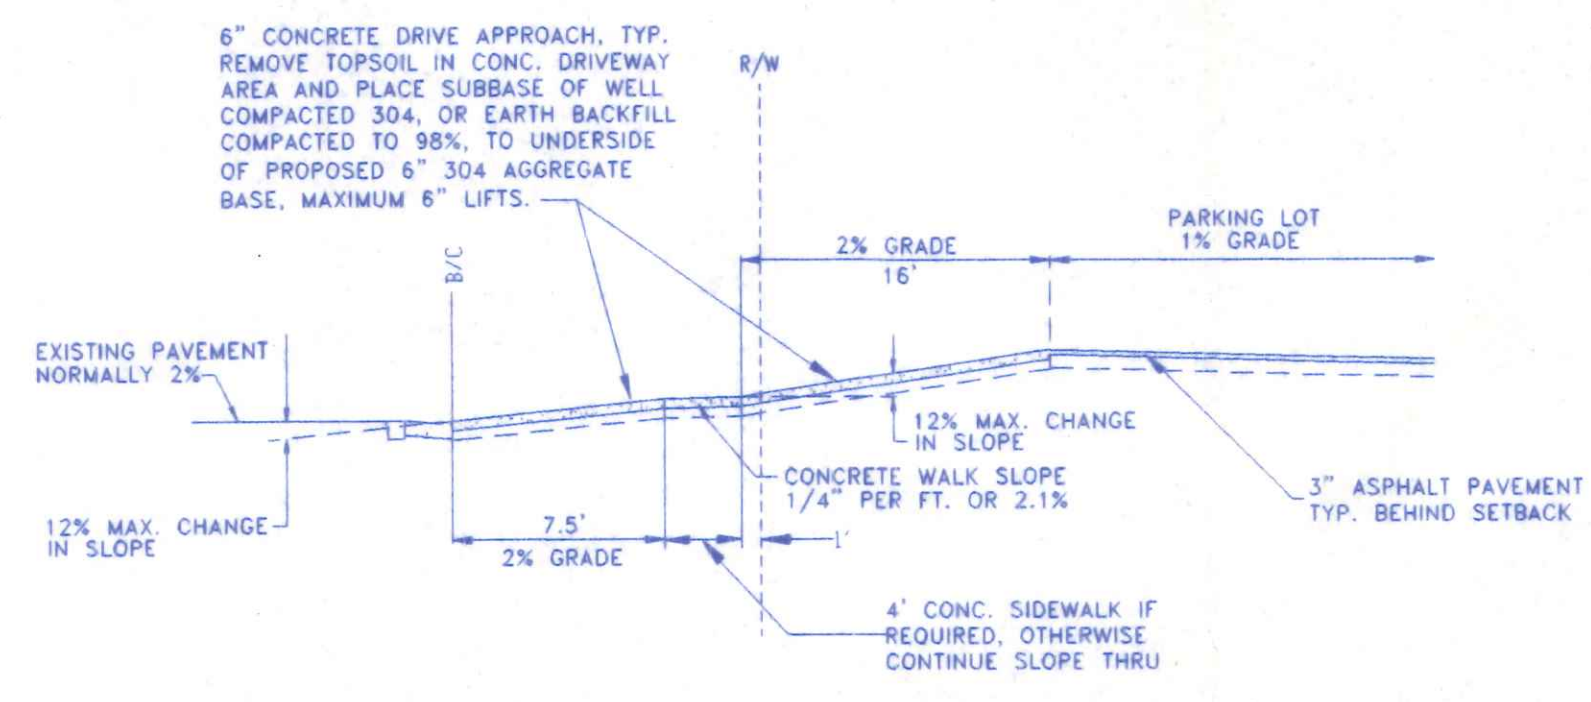 6" CONCRETE DRIVE APPROACH, TYP.
REMOVE TOPSOIL IN CONC. DRIVEWAY
AREA AND PLACE SUBBASE OF WELL
COMPACTED 304, OR EARTH BACKFILL
COMPACTED TO 98%, TO UNDERSIDE
OF PROPOSED 6" 304 AGGREGATE
BASE, MAXIMUM 6" LIFTS.
R/W
B/C
2% GRADE
16'
PARKING LOT
1% GRADE
EXISTING PAVEMENT
NORMALLY 2%
12% MAX. CHANGE
IN SLOPE
12% MAX. CHANGE
IN SLOPE
CONCRETE WALK SLOPE
1/4" PER FT. OR 2.1%
3" ASPHALT PAVEMENT
TYP. BEHIND SETBACK
7.5'
2% GRADE
1'
4' CONC. SIDEWALK IF
REQUIRED, OTHERWISE
CONTINUE SLOPE THRU